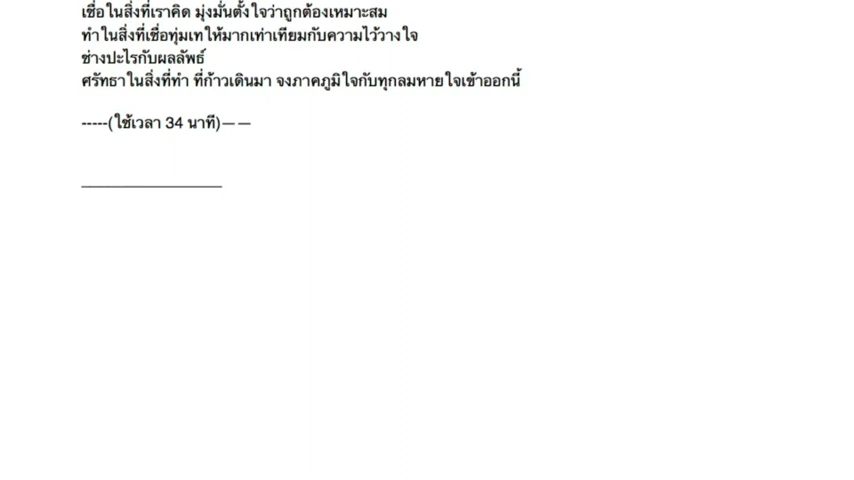 เชื่อในสิ่งที่เราคิด มุ่งมั่นตั้งใจว่าถูกต้องเหมาะสม
ทำในสิ่งที่เชื่อทุ่มเทให้มากเท่าเทียมกับความไว้วางใจ
ช่างปะไรกับผลลัพธ์
ศรัทธาในสิ่งที่ทำ ที่ก้าวเดินมา จงภาคภูมิใจกับทุกลมหายใจเข้าออกนี้
-----(ใช้เวลา 34 นาที)——